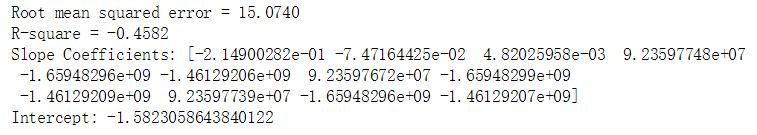 Root mean squared error = 15.0740
R-square = -0.4582
Slope Coefficients: [-2.14900282e-01 -7.47164425e-02  4.82025958e-03  9.23597748e+07
 -1.65948296e+09 -1.46129206e+09  9.23597672e+07 -1.65948299e+09
 -1.46129209e+09  9.23597739e+07 -1.65948296e+09 -1.46129207e+09]
Intercept: -1.5823058643840122